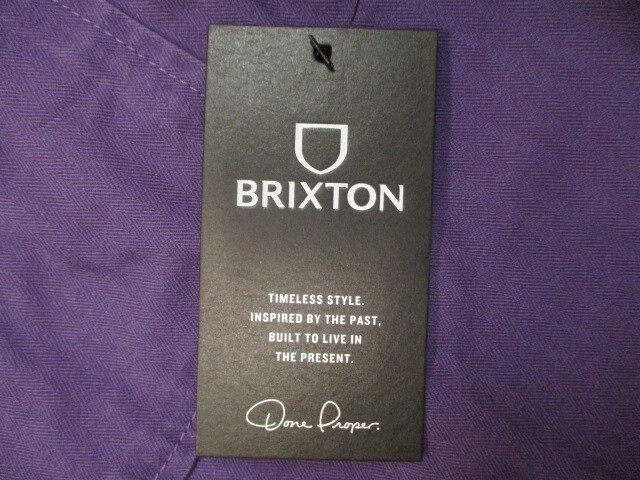 BRIXTON
TIMELESS STYLE.
INSPIRED BY THE PAST,
BUILT TO LIVE IN
THE PRESENT.
Done Proper.